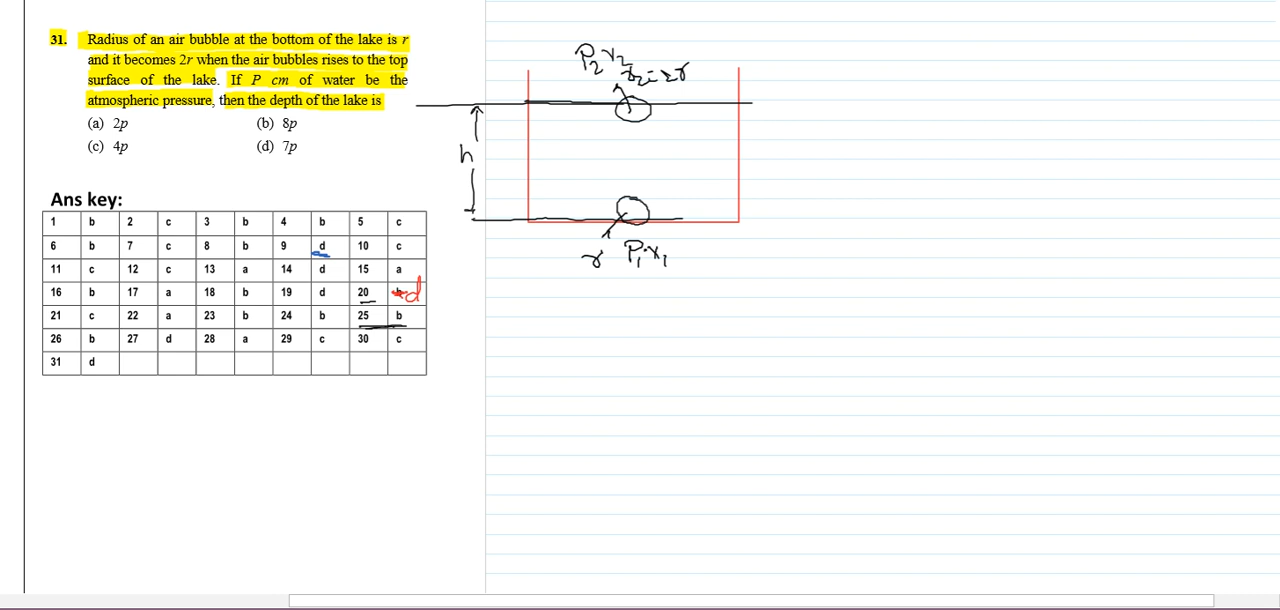 31. Radius of an air bubble at the bottom of the lake is r
and it becomes 2r when the air bubbles rises to the top
surface of the lake. If P cm of water be the
atmospheric pressure, then the depth of the lake is
(a) 2p (b) 8p
(c) 4p (d) 7p
Ans key:
1 b 2 c 3 b 4 b 5 c
6 b 7 c 8 b 9 d 10 c
11 c 12 c 13 a 14 d 15 a
16 b 17 a 18 b 19 d 20 d
21 c 22 a 23 b 24 b 25 b
26 b 27 d 28 a 29 c 30 c
31 d
P₂ V₂
r₂ = 2r
h
r P₁ V₁